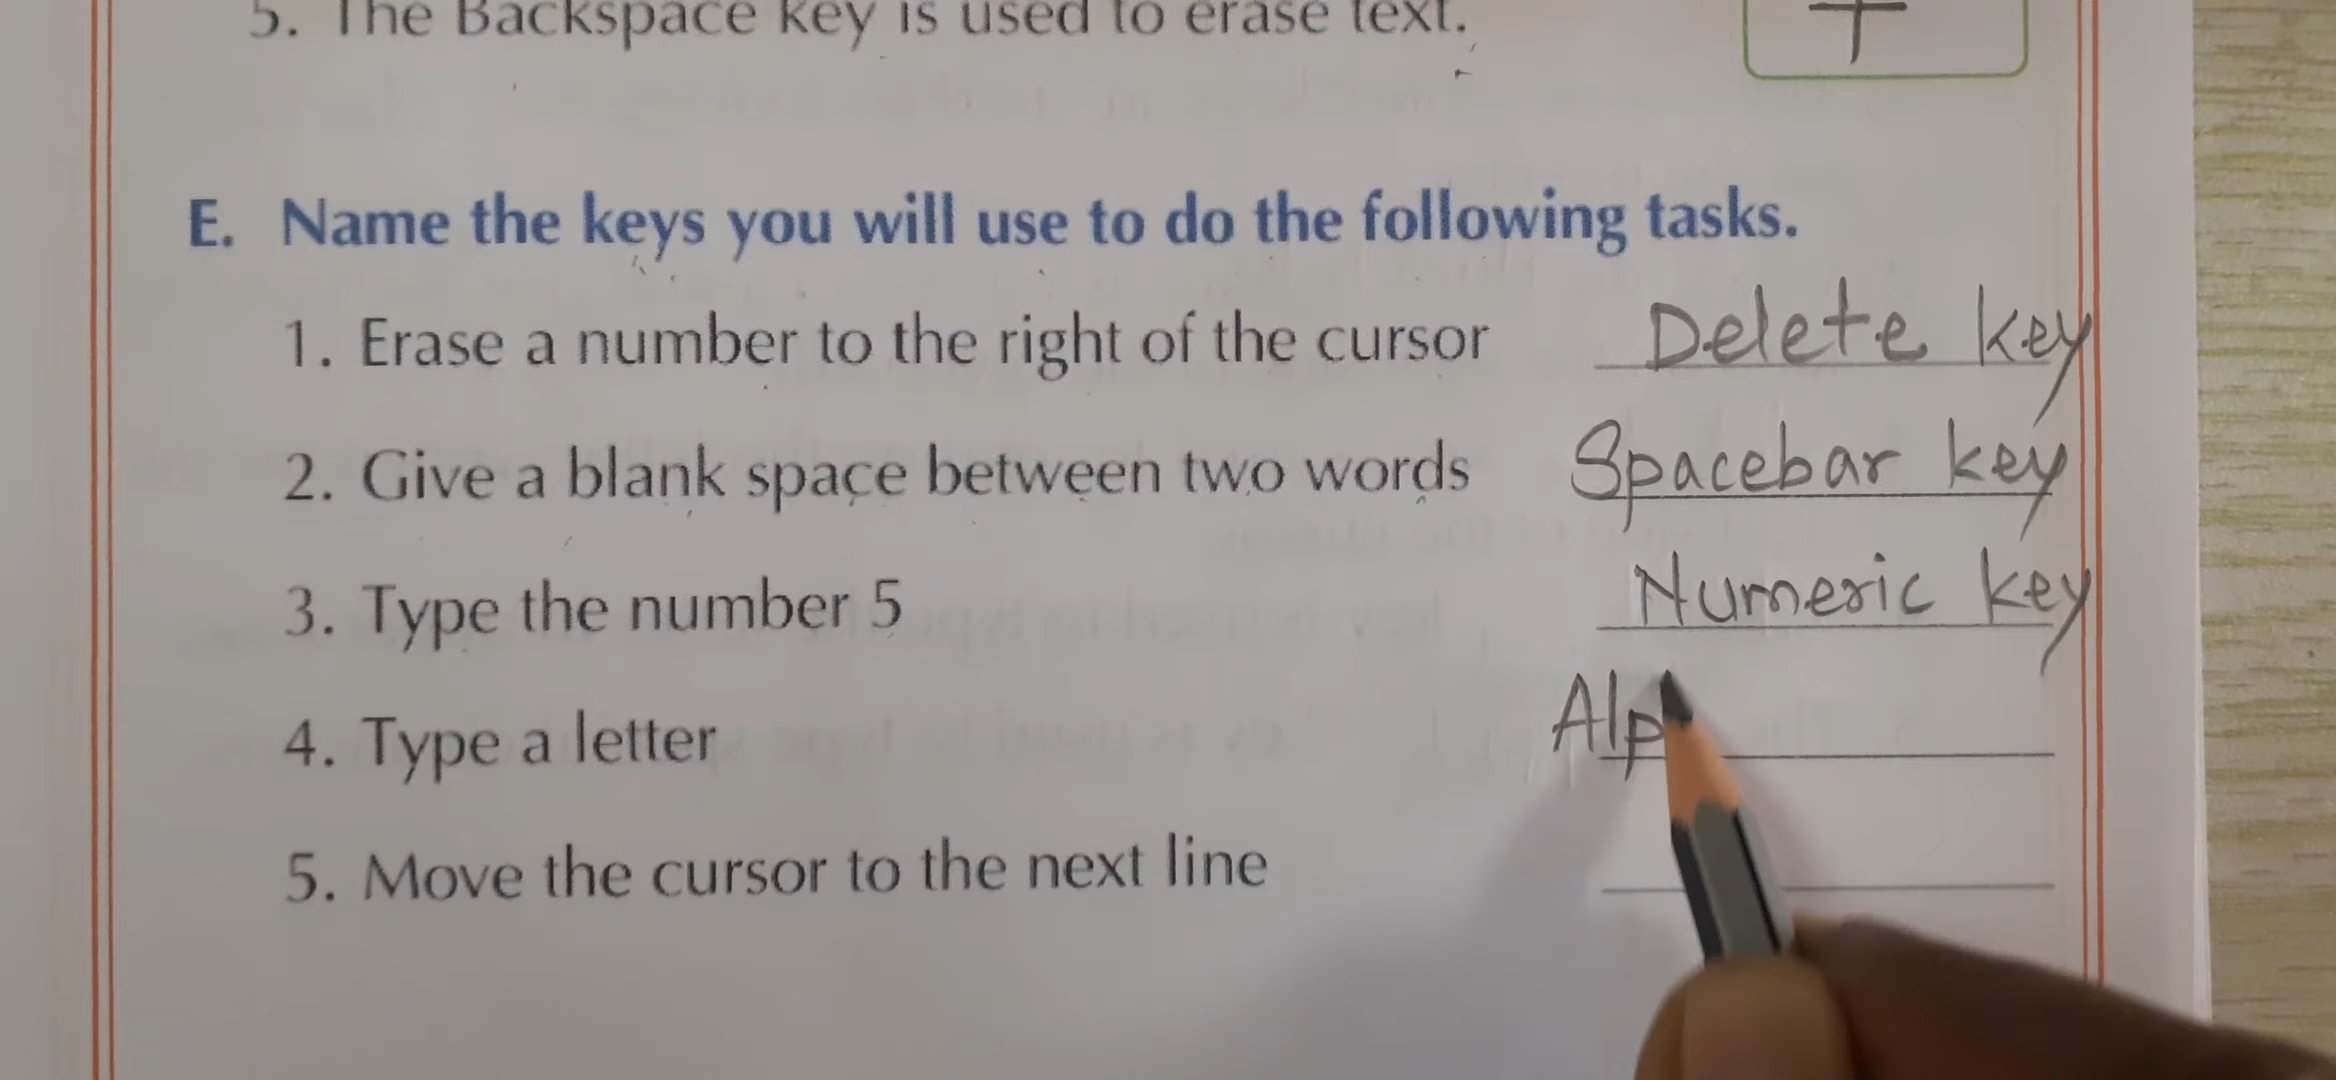 5. The Backspace key is used to erase text. T
E. Name the keys you will use to do the following tasks.
1. Erase a number to the right of the cursor Delete key
2. Give a blank space between two words Spacebar key
3. Type the number 5 Numeric key
4. Type a letter Alp
5. Move the cursor to the next line